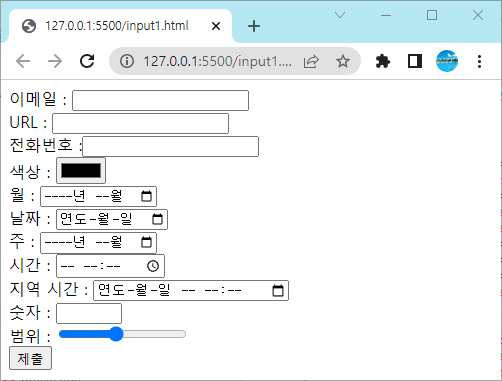 127.0.0.1:5500/input1.html
127.0.0.1:5500/input1....
이메일 :
URL :
전화번호 :
색상 :
월 : ----년 --월
날짜 : 연도-월-일
주 : ----년 --월
시간 : -- --:--
지역 시간 : 연도-월-일 -- --:--
숫자 :
범위 :
제출